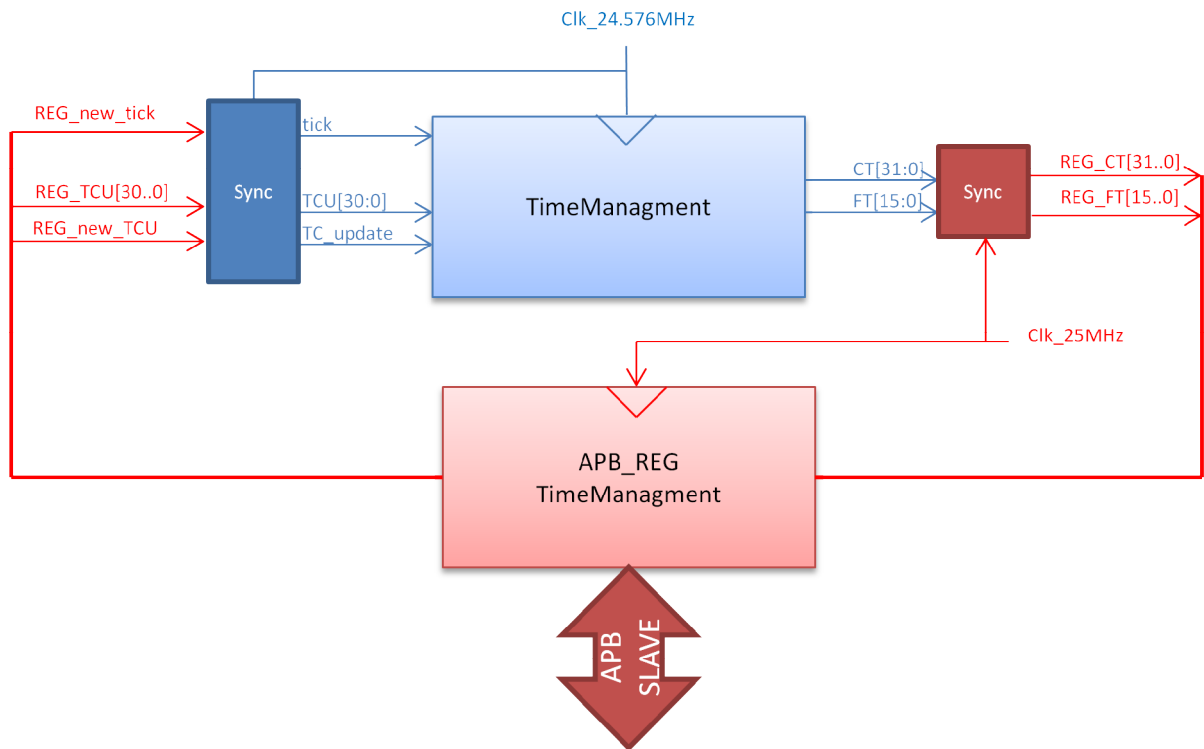 Clk_24.576MHz
REG_new_tick
tick
REG_TCU[30..0]
TCU[30:0]
REG_new_TCU
TC_update
Sync
TimeManagment
CT[31:0]
FT[15:0]
Sync
REG_CT[31..0]
REG_FT[15..0]
Clk_25MHz
APB_REG
TimeManagment
APB
SLAVE